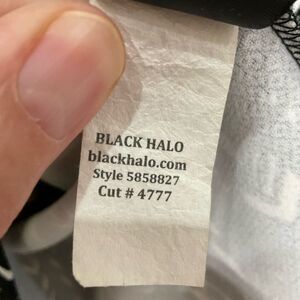 BLACK HALO
blackhalo.com
Style 5858827
Cut # 4777